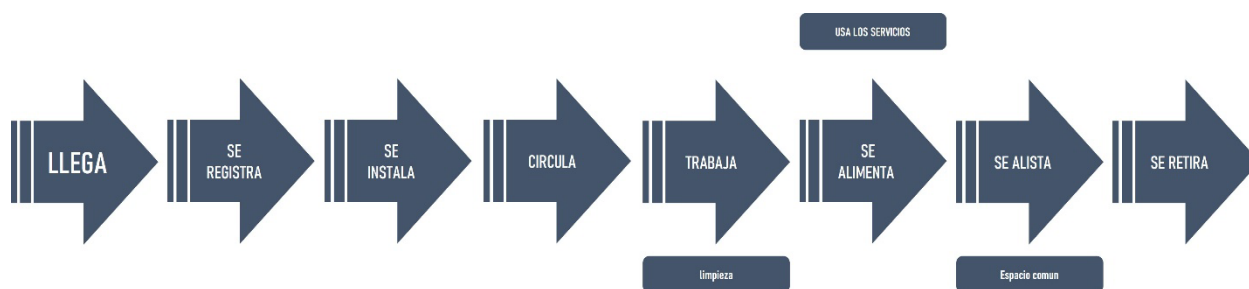 USA LOS SERVICIOS
LLEGA
SE
REGISTRA
SE
INSTALA
CIRCULA
TRABAJA
SE
ALIMENTA
SE ALISTA
SE RETIRA
limpieza
Espacio comun